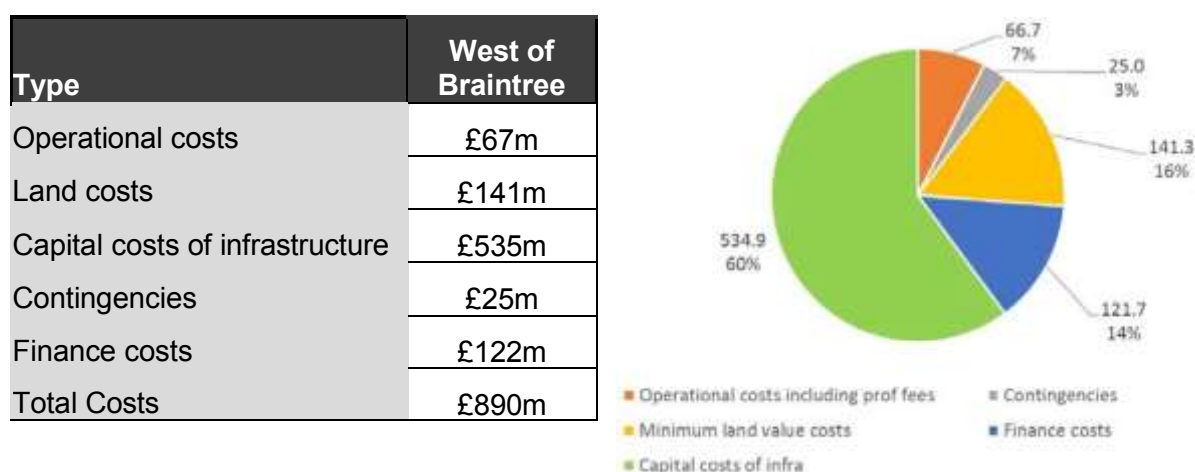 Type
West of
Braintree
Operational costs
£67m
Land costs
£141m
Capital costs of infrastructure
£535m
Contingencies
£25m
Finance costs
£122m
Total Costs
£890m
66.7
7%
25.0
3%
141.3
16%
121.7
14%
534.9
60%
Operational costs including prof fees
Contingencies
Minimum land value costs
Finance costs
Capital costs of infra